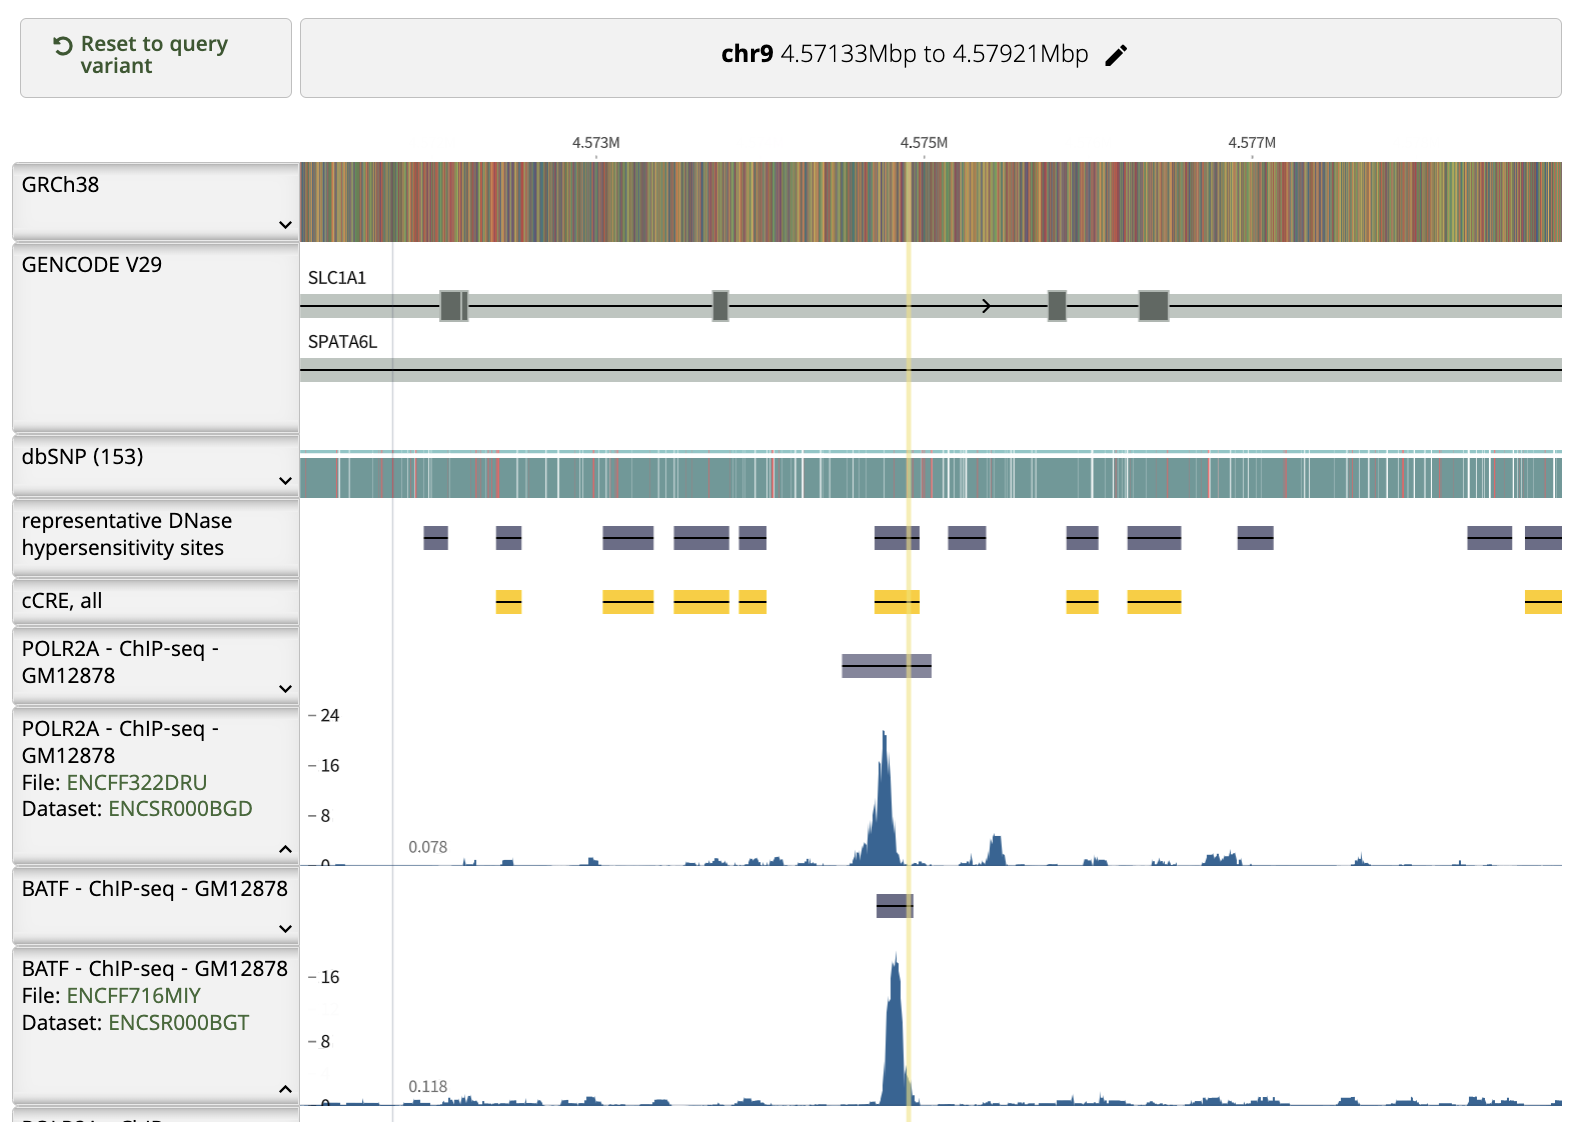 Reset to query
variant
chr9 4.57133Mbp to 4.57921Mbp
4.573M 4.575M 4.577M
GRCh38
GENCODE V29
SLC1A1
SPATA6L
dbSNP (153)
representative DNase
hypersensitivity sites
cCRE, all
POLR2A - ChIP-seq -
GM12878
POLR2A - ChIP-seq -
GM12878
File: ENCFF322DRU
Dataset: ENCSR000BGD
24
16
8
0
0.078
BATF - ChIP-seq - GM12878
BATF - ChIP-seq - GM12878
File: ENCFF716MIY
Dataset: ENCSR000BGT
16
8
0
0.118